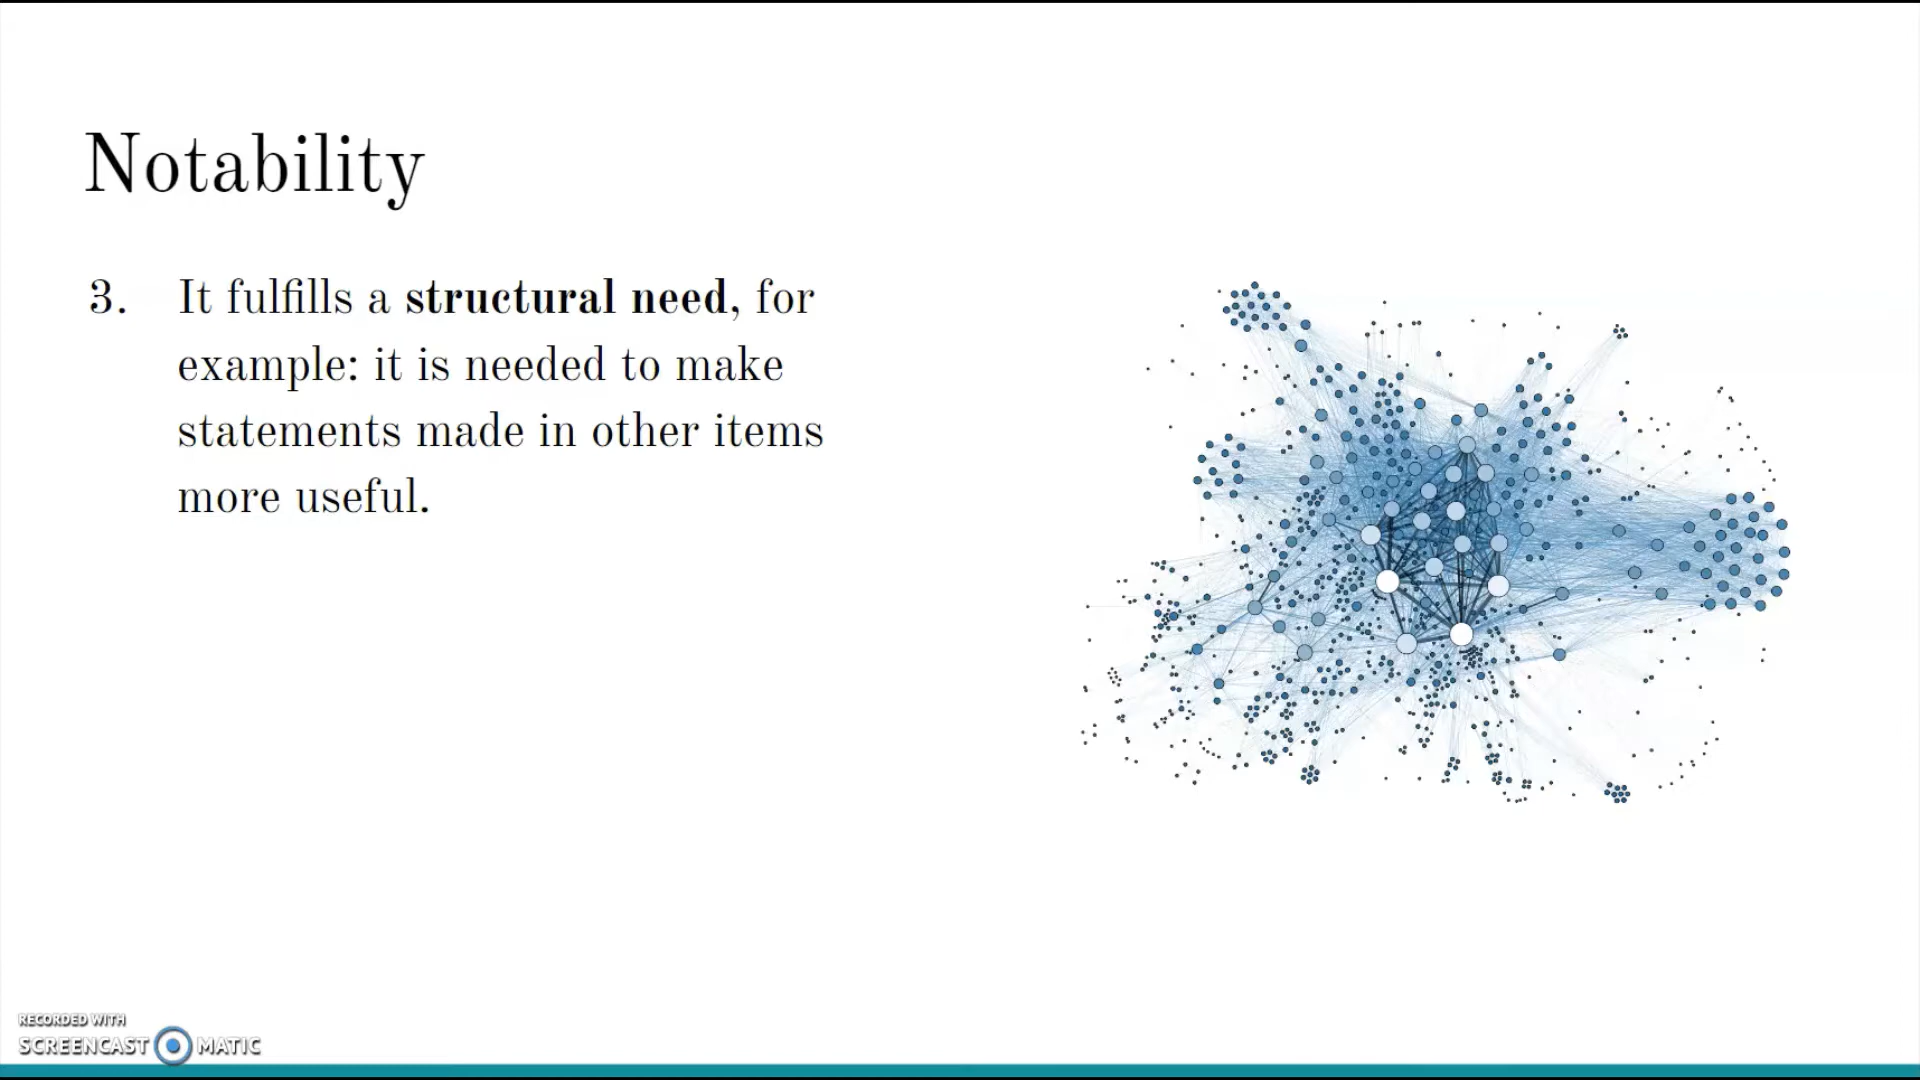 Notability
3. It fulfills a structural need, for
example: it is needed to make
statements made in other items
more useful.
RECORDED WITH
SCREENCAST MATIC